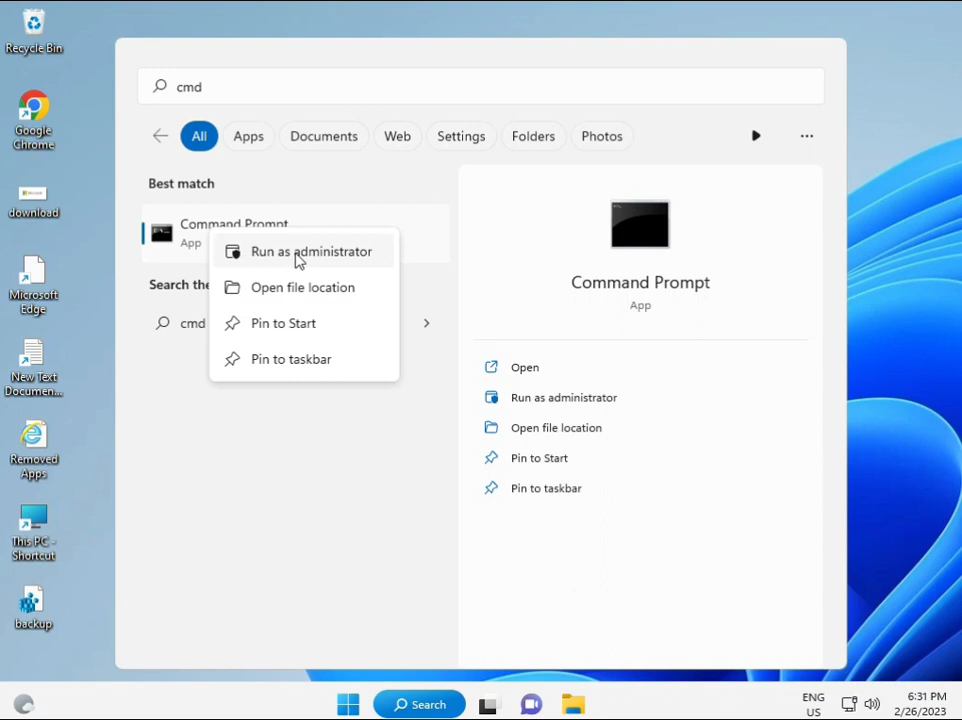 Recycle Bin
Google
Chrome
download
Microsoft
Edge
New Text
Documen...
Removed
Apps
This PC -
Shortcut
backup
cmd
All
Apps
Documents
Web
Settings
Folders
Photos
Best match
Command Prompt
App
Search the
cmd
Run as administrator
Open file location
Pin to Start
Pin to taskbar
Command Prompt
App
Open
Run as administrator
Open file location
Pin to Start
Pin to taskbar
Search
ENG
US
6:31 PM
2/26/2023